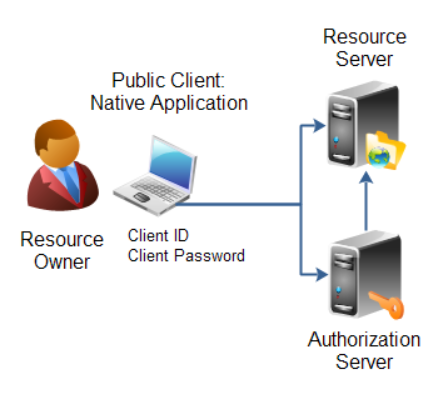 Resource
Server
Public Client:
Native Application
Resource
Owner
Client ID
Client Password
Authorization
Server